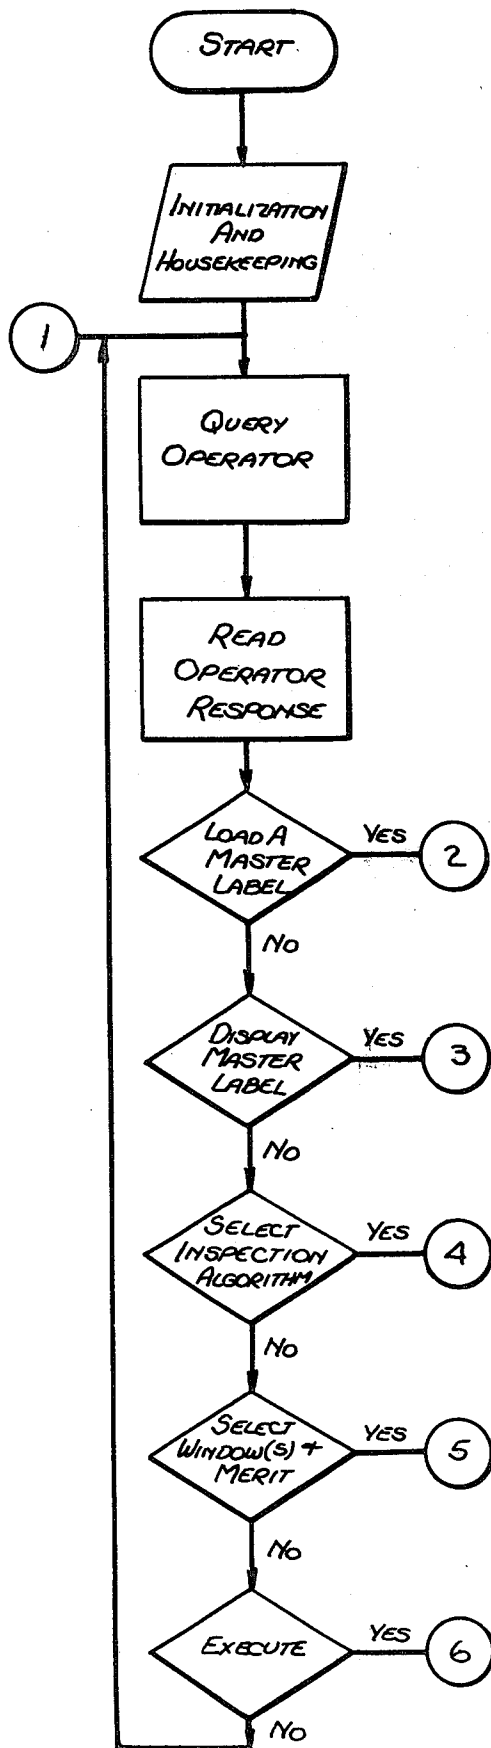 START
INITIALIZATION
AND
HOUSEKEEPING
1
QUERY
OPERATOR
READ
OPERATOR
RESPONSE
LOAD A
MASTER
LABEL
YES
2
NO
DISPLAY
MASTER
LABEL
YES
3
NO
SELECT
INSPECTION
ALGORITHM
YES
4
NO
SELECT
WINDOW(S) +
MERIT
YES
5
NO
EXECUTE
YES
6
NO